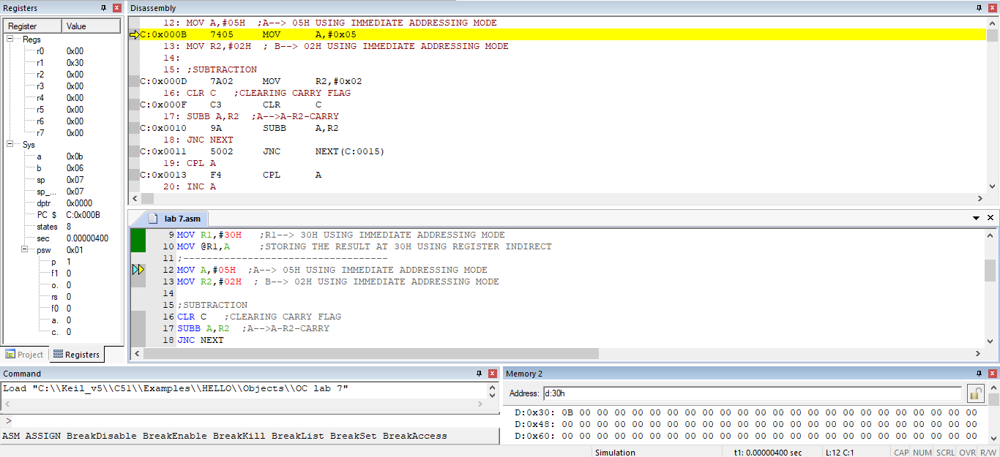 Registers
Register Value
Regs
r0 0x00
r1 0x30
r2 0x00
r3 0x00
r4 0x00
r5 0x00
r6 0x00
r7 0x00
Sys
a 0x0b
b 0x06
sp 0x07
sp_... 0x07
dptr 0x0000
PC $ C:0x000B
states 8
sec 0.00000400
psw 0x01
p 1
f1 0
o. 0
rs 0
f0 0
a. 0
c. 0
Project Registers
Disassembly
12: MOV A,#05H ;A--> 05H USING IMMEDIATE ADDRESSING MODE
C:0x000B 7405 MOV A,#0x05
13: MOV R2,#02H ; B--> 02H USING IMMEDIATE ADDRESSING MODE
14:
15: ;SUBTRACTION
C:0x000D 7A02 MOV R2,#0x02
16: CLR C ;CLEARING CARRY FLAG
C:0x000F C3 CLR C
17: SUBB A,R2 ;A-->A-R2-CARRY
C:0x0010 9A SUBB A,R2
18: JNC NEXT
C:0x0011 5002 JNC NEXT(C:0015)
19: CPL A
C:0x0013 F4 CPL A
20: INC A
lab 7.asm
9 MOV R1,#30H ;R1--> 30H USING IMMEDIATE ADDRESSING MODE
10 MOV @R1,A ;STORING THE RESULT AT 30H USING REGISTER INDIRECT
11 ;-----------------------------------
12 MOV A,#05H ;A--> 05H USING IMMEDIATE ADDRESSING MODE
13 MOV R2,#02H ; B--> 02H USING IMMEDIATE ADDRESSING MODE
14
15 ;SUBTRACTION
16 CLR C ;CLEARING CARRY FLAG
17 SUBB A,R2 ;A-->A-R2-CARRY
18 JNC NEXT
Command
Load "C:\\Keil_v5\\C51\\Examples\\HELLO\\Objects\\OC lab 7"
>
ASM ASSIGN BreakDisable BreakEnable BreakKill BreakList BreakSet BreakAccess
Memory 2
Address: d:30h
D:0x30: 0B 00 00 00 00 00 00 00 00 00 00 00 00 00 00 00 00 00 00 00 00 00 00 00
D:0x48: 00 00 00 00 00 00 00 00 00 00 00 00 00 00 00 00 00 00 00 00 00 00 00 00
D:0x60: 00 00 00 00 00 00 00 00 00 00 00 00 00 00 00 00 00 00 00 00 00 00 00 00
Simulation t1: 0.00000400 sec L:12 C:1 CAP NUM SCRL OVR R/W